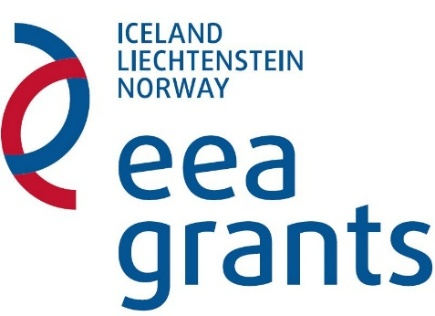 ICELAND
LIECHTENSTEIN
NORWAY
eea
grants